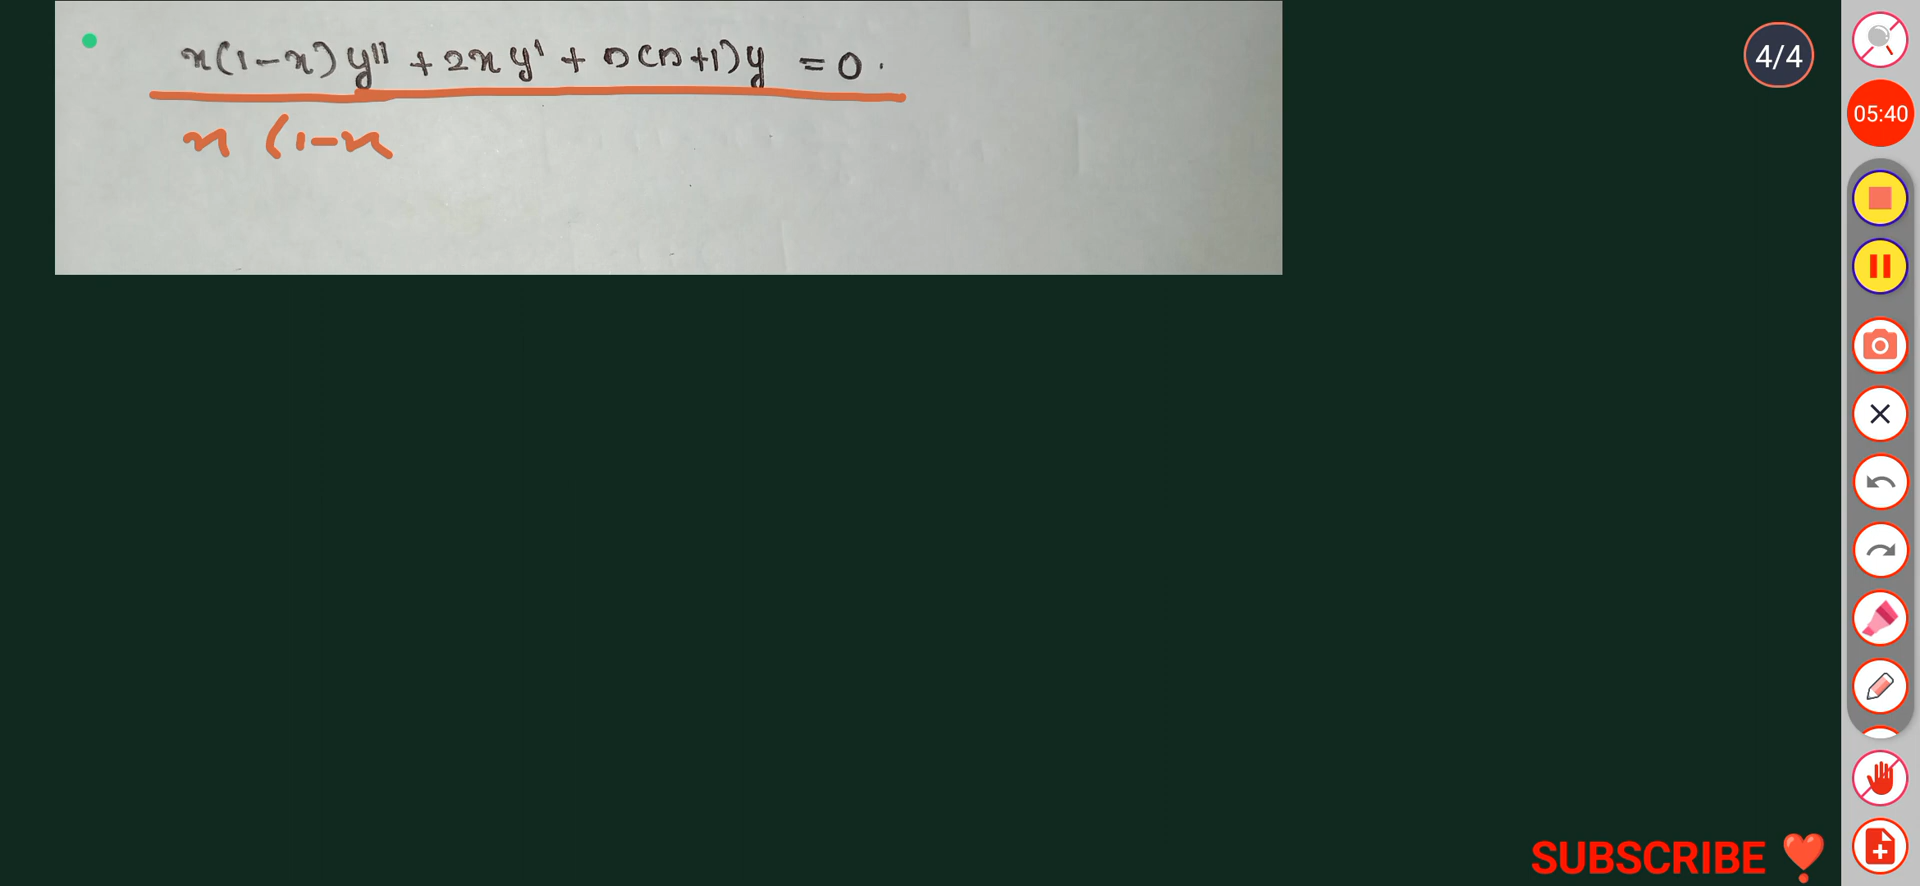 x(1-x)y'' + 2xy' + n(n+1)y = 0.
x (1-x
4/4
05:40
SUBSCRIBE